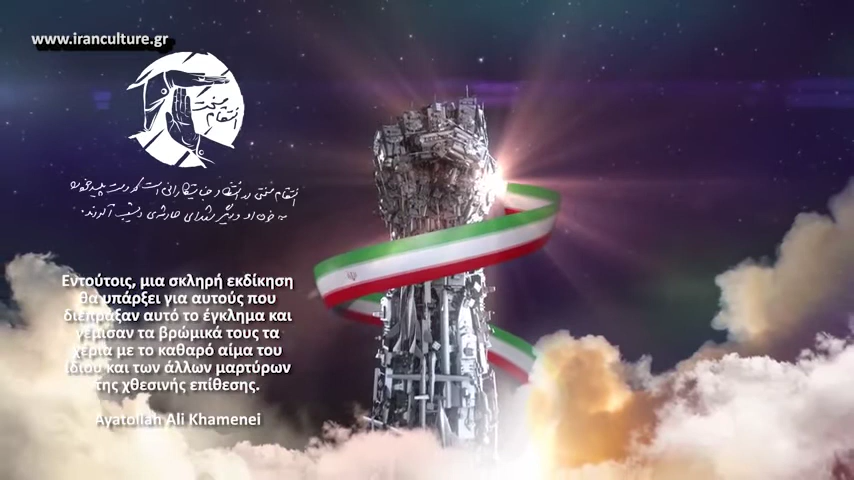 www.iranculture.gr
انتقام سخت
انتقام سختی در انتظار جنایتکارانی است که دست پلید خود را
به خون او و دیگر شهدای حادثه‌ی دیشب آلودند.
Εντούτοις, μια σκληρή εκδίκηση
θα υπάρξει για αυτούς που
διέπραξαν αυτό το έγκλημα και
γέμισαν τα βρώμικά τους τα
χέρια με το καθαρό αίμα του
ίδιου και των άλλων μαρτύρων
της χθεσινής επίθεσης.
Ayatollah Ali Khamenei